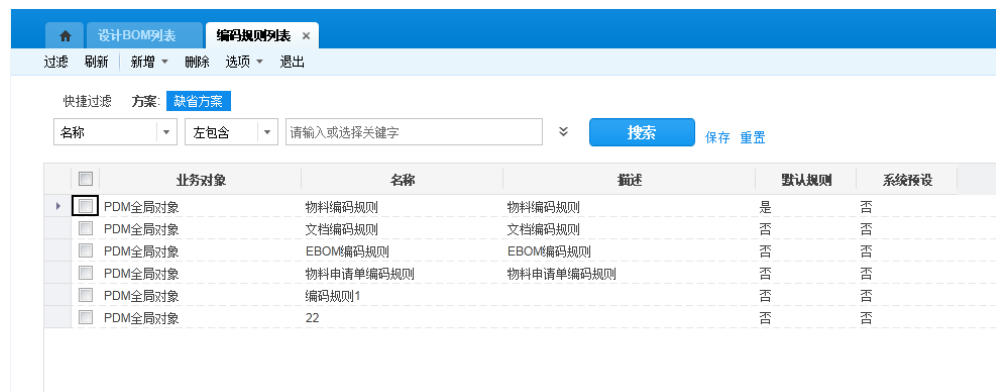 设计BOM列表 编码规则列表 ×
过滤 刷新 新增 删除 选项 退出
快捷过滤 方案: 缺省方案
名称 左包含 请输入或选择关键字 搜索 保存 重置
业务对象 名称 描述 默认规则 系统预设
PDM全局对象 物料编码规则 物料编码规则 是 否
PDM全局对象 文档编码规则 文档编码规则 否 否
PDM全局对象 EBOM编码规则 EBOM编码规则 否 否
PDM全局对象 物料申请单编码规则 物料申请单编码规则 否 否
PDM全局对象 编码规则1 否 否
PDM全局对象 22 否 否